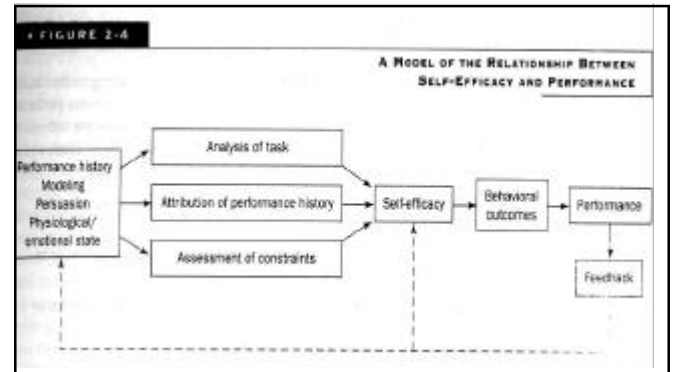 FIGURE 2-4
A MODEL OF THE RELATIONSHIP BETWEEN
SELF-EFFICACY AND PERFORMANCE
Performance history
Modeling
Persuasion
Physiological/
emotional state
Analysis of task
Attribution of performance history
Assessment of constraints
Self-efficacy
Behavioral
outcomes
Performance
Feedback